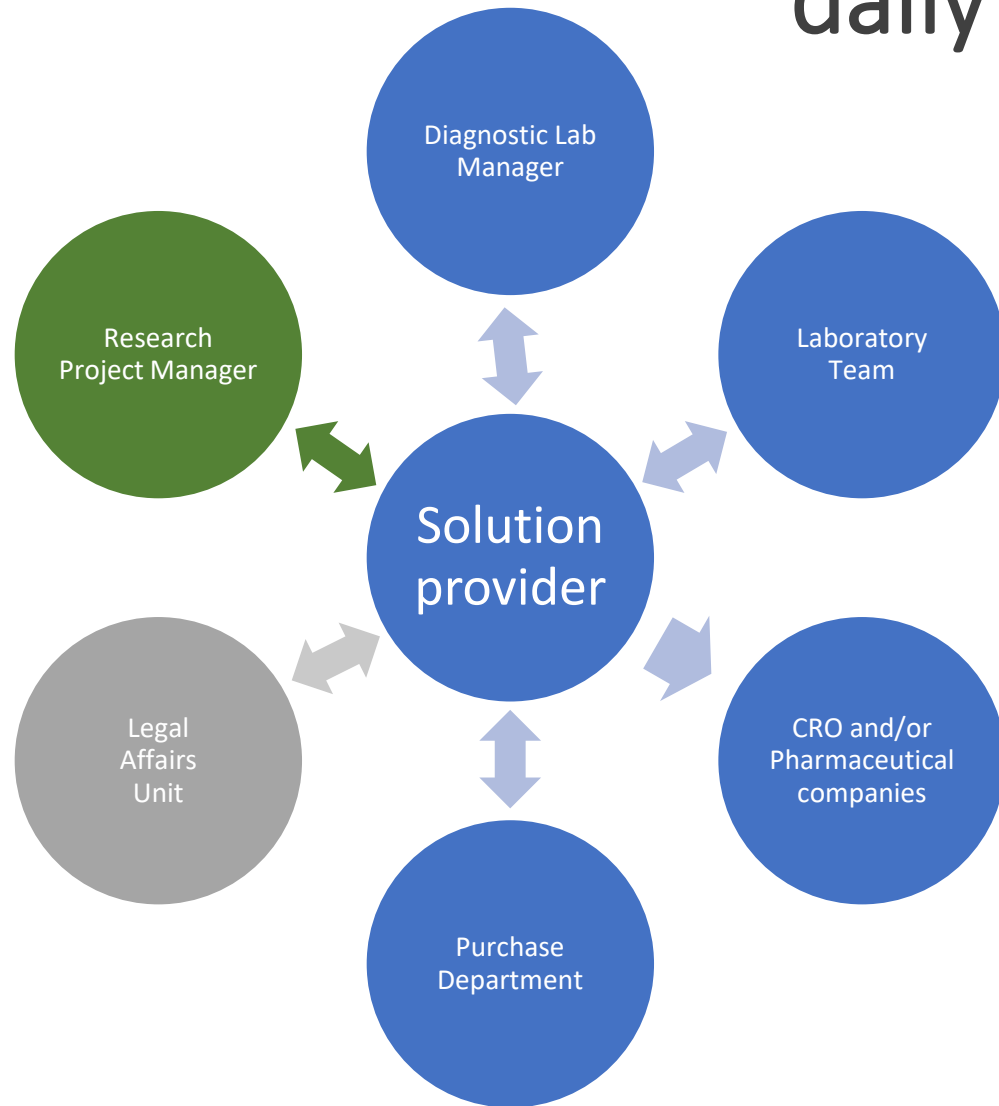 daily
Diagnostic Lab
Manager
Research
Project Manager
Laboratory
Team
Solution
provider
Legal
Affairs
Unit
CRO and/or
Pharmaceutical
companies
Purchase
Department